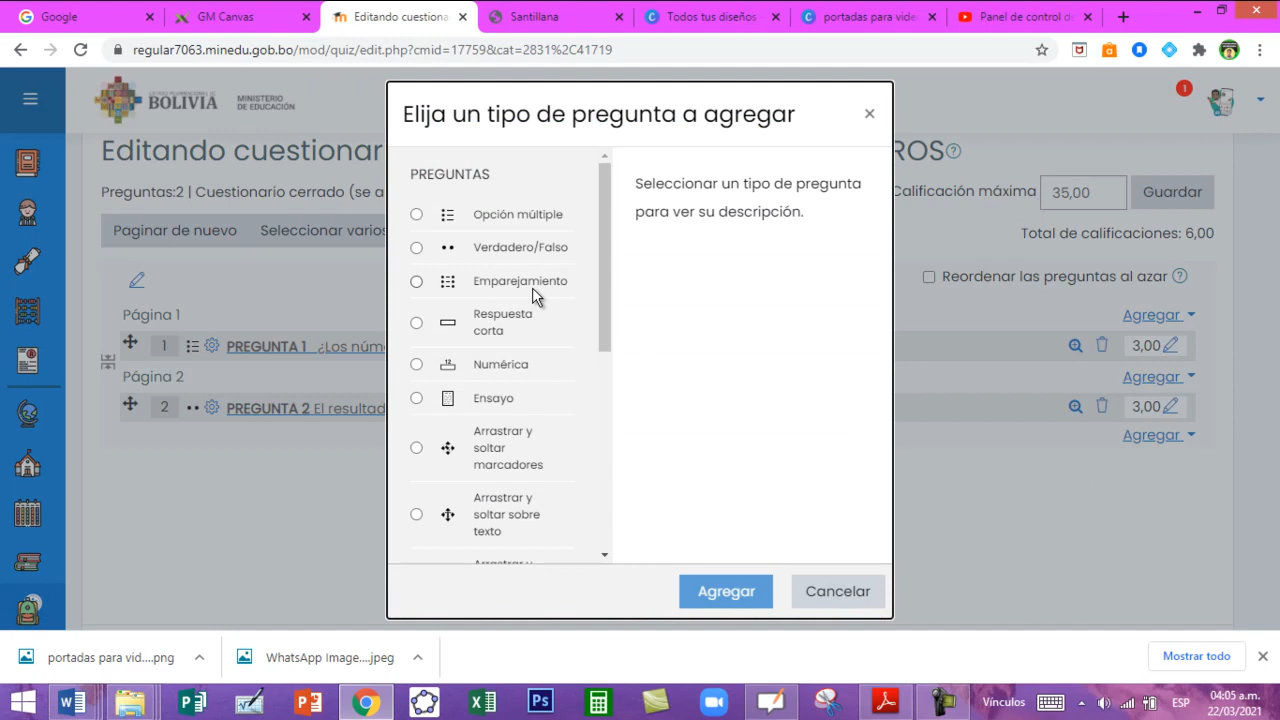 Google
GM Canvas
Editando cuestiona
Santillana
Todos tus diseños
portadas para vide
Panel de control d
regular7063.minedu.gob.bo/mod/quiz/edit.php?cmid=17759&cat=2831%2C41719
BOLIVIA
MINISTERIO
DE EDUCACIÓN
1
Elija un tipo de pregunta a agregar
Editando cuestionar
ROS
Preguntas:2 | Cuestionario cerrado (se a
Calificación máxima
35,00
Guardar
Paginar de nuevo
Seleccionar varios
Total de calificaciones: 6,00
Reordenar las preguntas al azar
Página 1
Agregar
1
PREGUNTA 1 ¿Los núm
3,00
Página 2
Agregar
2
PREGUNTA 2 El resultad
3,00
Agregar
PREGUNTAS
Opción múltiple
Verdadero/Falso
Emparejamiento
Respuesta
corta
Numérica
Ensayo
Arrastrar y
soltar
marcadores
Arrastrar y
soltar sobre
texto
Arrastrar y
Seleccionar un tipo de pregunta
para ver su descripción.
Agregar
Cancelar
portadas para vid....png
WhatsApp Image....jpeg
Mostrar todo
Vínculos
ESP
04:05 a.m.
22/03/2021